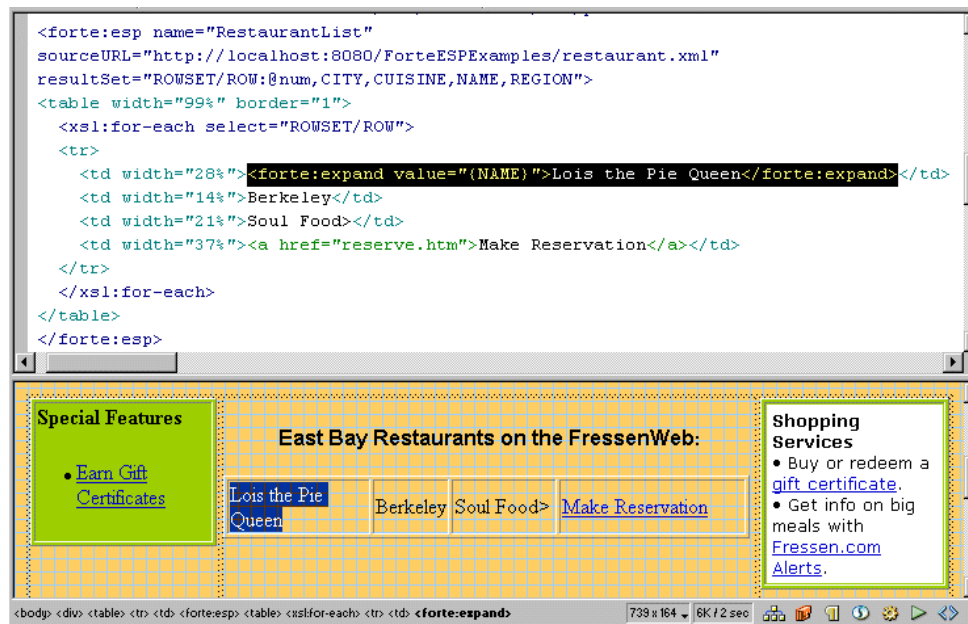 <forte:esp name="RestaurantList"
sourceURL="http://localhost:8080/ForteESPExamples/restaurant.xml"
resultSet="ROWSET/ROW:@num,CITY,CUISINE,NAME,REGION">
<table width="99%" border="1">
<xsl:for-each select="ROWSET/ROW">
<tr>
<td width="28%"><forte:expand value="{NAME}">Lois the Pie Queen</forte:expand></td>
<td width="14%">Berkeley</td>
<td width="21%">Soul Food></td>
<td width="37%"><a href="reserve.htm">Make Reservation</a></td>
</tr>
</xsl:for-each>
</table>
</forte:esp>
Special Features
• Earn Gift
Certificates
East Bay Restaurants on the FressenWeb:
Lois the Pie
Queen
Berkeley
Soul Food>
Make Reservation
Shopping
Services
• Buy or redeem a
gift certificate.
• Get info on big
meals with
Fressen.com
Alerts.
<body> <div> <table> <tr> <td> <forte:esp> <table> <xsl:for-each> <tr> <td> <forte:expand>
739 x 164
6K / 2 sec